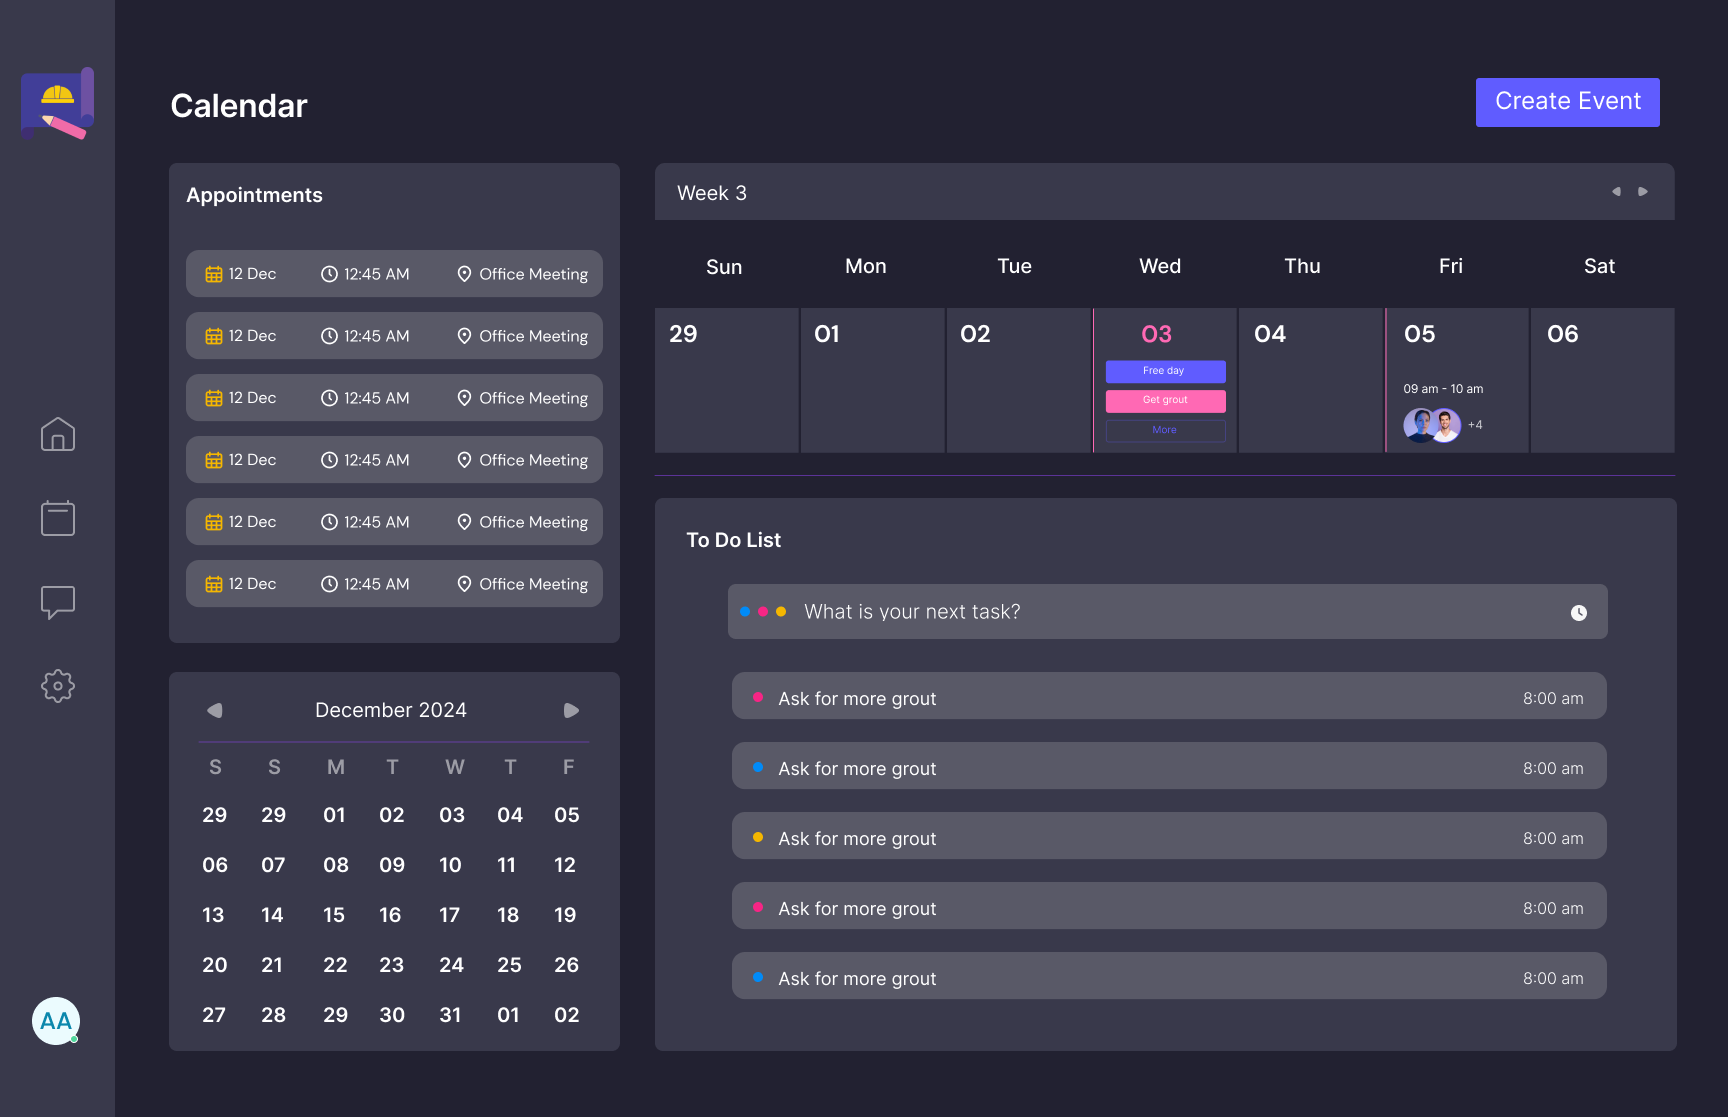 Calendar
Create Event
Appointments
12 Dec 12:45 AM Office Meeting
12 Dec 12:45 AM Office Meeting
12 Dec 12:45 AM Office Meeting
12 Dec 12:45 AM Office Meeting
12 Dec 12:45 AM Office Meeting
12 Dec 12:45 AM Office Meeting
December 2024
S S M T W T F
29 29 01 02 03 04 05
06 07 08 09 10 11 12
13 14 15 16 17 18 19
20 21 22 23 24 25 26
27 28 29 30 31 01 02
Week 3
Sun Mon Tue Wed Thu Fri Sat
29 01 02 03 04 05 06
Free day
Get grout
More
09 am - 10 am
+4
To Do List
What is your next task?
Ask for more grout 8:00 am
Ask for more grout 8:00 am
Ask for more grout 8:00 am
Ask for more grout 8:00 am
Ask for more grout 8:00 am
AA